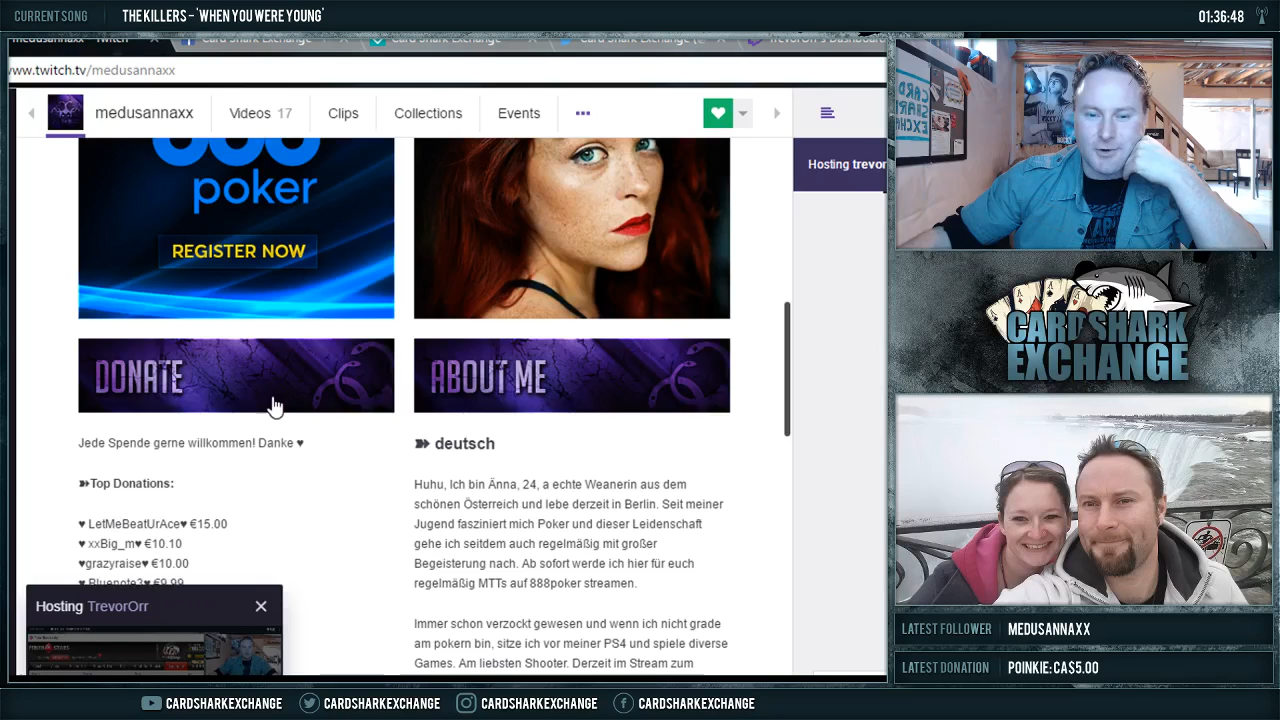 CURRENT SONG
THE KILLERS - 'WHEN YOU WERE YOUNG'
01:36:48
medusannaxx - Twitch
Card Shark Exchange
Card Shark Exchange
Card Shark Exchange (@
TrevorOrr's Dashboard
www.twitch.tv/medusannaxx
medusannaxx
Videos 17
Clips
Collections
Events
Hosting trevor
poker
REGISTER NOW
DONATE
ABOUT ME
Jede Spende gerne willkommen! Danke ♥
➽Top Donations:
♥ LetMeBeatUrAce♥ €15.00
♥ xxBig_m♥ €10.10
♥grazyraise♥ €10.00
♥ Bluenote3♥ €9.99
➽ deutsch
Huhu, Ich bin Änna, 24, a echte Weanerin aus dem
schönen Österreich und lebe derzeit in Berlin. Seit meiner
Jugend fasziniert mich Poker und dieser Leidenschaft
gehe ich seitdem auch regelmäßig mit großer
Begeisterung nach. Ab sofort werde ich hier für euch
regelmäßig MTTs auf 888poker streamen.
Immer schon verzockt gewesen und wenn ich nicht grade
am pokern bin, sitze ich vor meiner PS4 und spiele diverse
Games. Am liebsten Shooter. Derzeit im Stream zum
Hosting TrevorOrr
CARD SHARK
EXCHANGE
LATEST FOLLOWER
MEDUSANNAXX
LATEST DONATION
POINKIE: CA$5.00
CARDSHARKEXCHANGE
CARDSHARKEXCHANGE
CARDSHARKEXCHANGE
CARDSHARKEXCHANGE